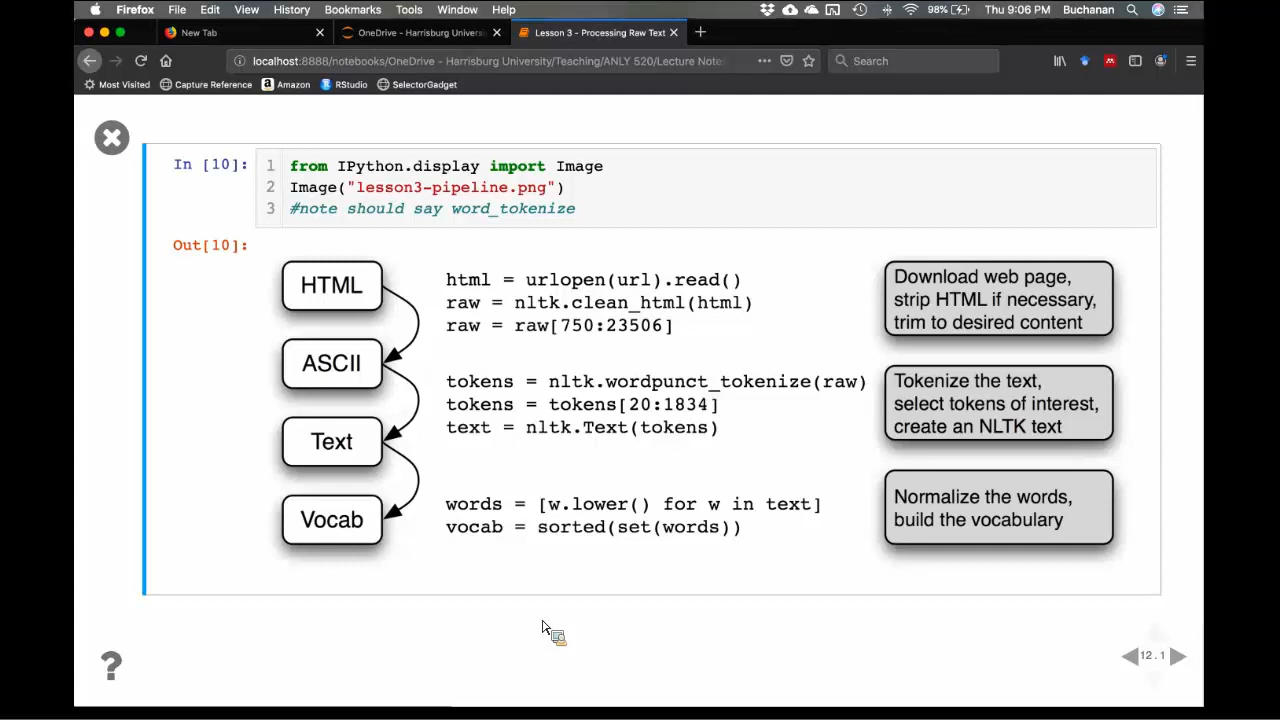 Firefox File Edit View History Bookmarks Tools Window Help 98% Thu 9:06 PM Buchanan
New Tab OneDrive - Harrisburg Universi Lesson 3 - Processing Raw Text
localhost:8888/notebooks/OneDrive - Harrisburg University/Teaching/ANLY 520/Lecture Note Search
Most Visited Capture Reference Amazon RStudio SelectorGadget
In [10]:
1 from IPython.display import Image
2 Image("lesson3-pipeline.png")
3 #note should say word_tokenize
Out[10]:
HTML
html = urlopen(url).read()
raw = nltk.clean_html(html)
raw = raw[750:23506]
Download web page,
strip HTML if necessary,
trim to desired content
ASCII
tokens = nltk.wordpunct_tokenize(raw)
tokens = tokens[20:1834]
text = nltk.Text(tokens)
Tokenize the text,
select tokens of interest,
create an NLTK text
Text
Vocab
words = [w.lower() for w in text]
vocab = sorted(set(words))
Normalize the words,
build the vocabulary
?
12.1